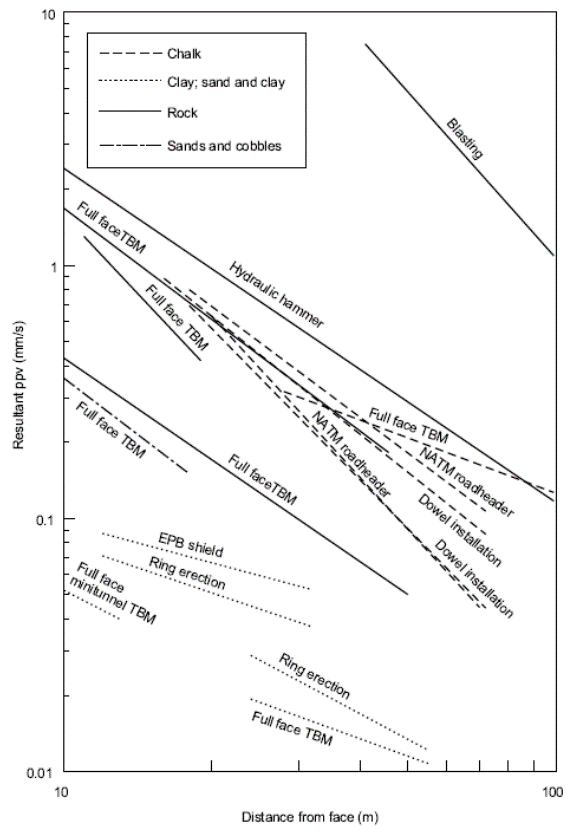 10
Chalk
Clay; sand and clay
Rock
Sands and cobbles
Blasting
Full faceTBM
Hydraulic hammer
1
Full face TBM
Resultant ppv (mm/s)
Full face TBM
NATM roadheader
NATM roadheader
Full face TBM
Full faceTBM
Dowel installation
Dowel installation
0.1
EPB shield
Ring erection
Full face
minitunnel TBM
Ring erection
Full face TBM
0.01
10
100
Distance from face (m)